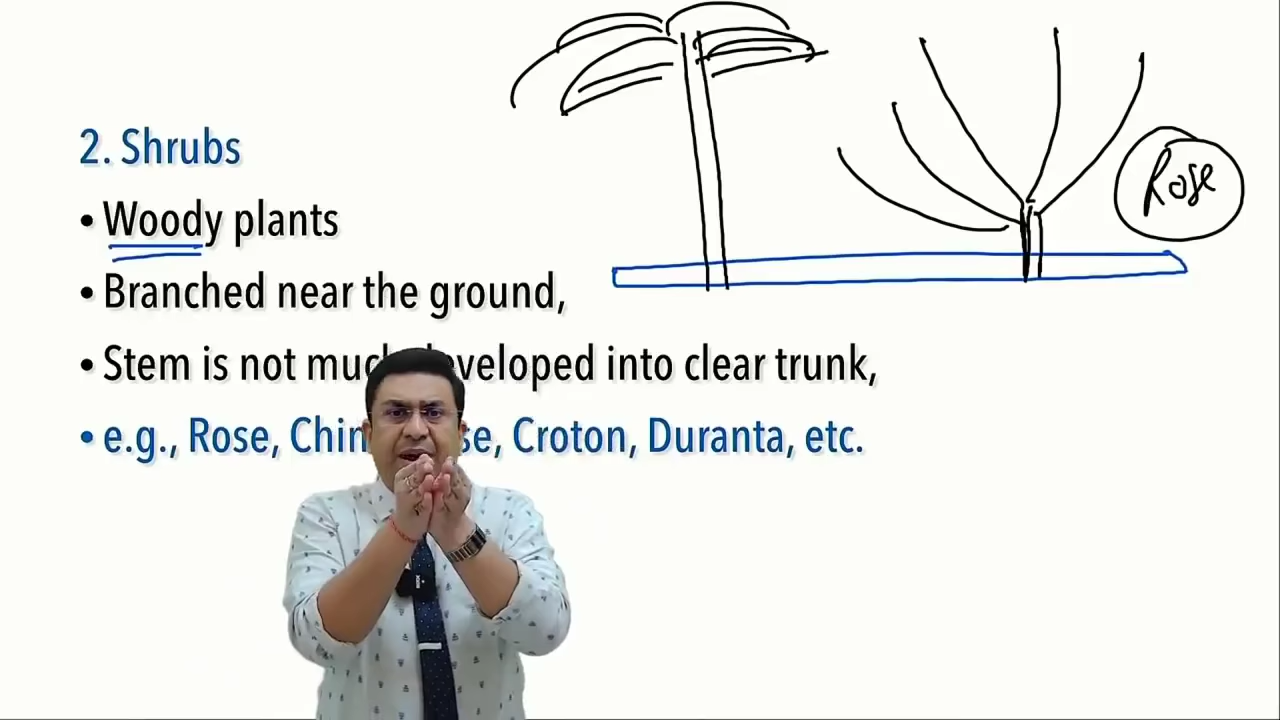 2. Shrubs
• Woody plants
• Branched near the ground,
• Stem is not much developed into clear trunk,
• e.g., Rose, Chin se, Croton, Duranta, etc.
Rose